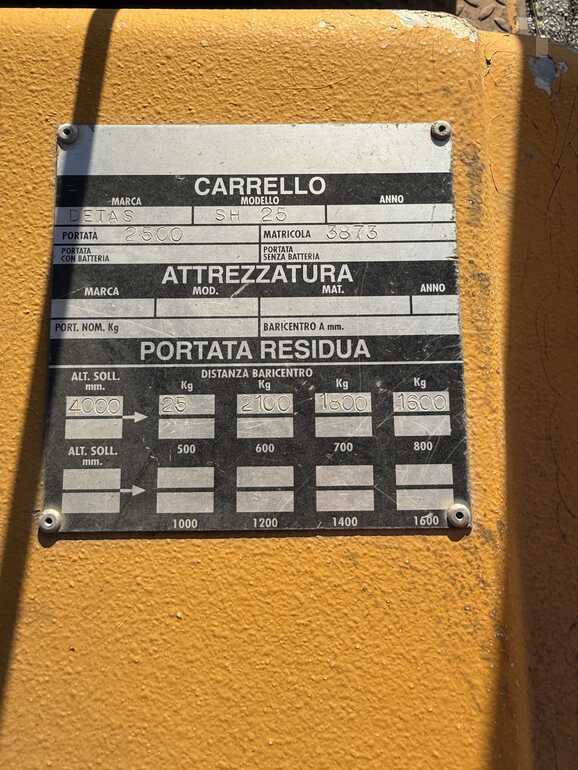 CARRELLO
MARCA MODELLO ANNO
DETAS SH 25 /
PORTATA 2500 MATRICOLA 3873
PORTATA CON BATTERIA PORTATA SENZA BATTERIA
ATTREZZATURA
MARCA MOD. MAT. ANNO
PORT. NOM. Kg BARICENTRO A mm.
PORTATA RESIDUA
ALT. SOLL. mm. DISTANZA BARICENTRO
Kg Kg Kg Kg
4000 25 2100 1800 1600
500 600 700 800
ALT. SOLL. mm.
1000 1200 1400 1600